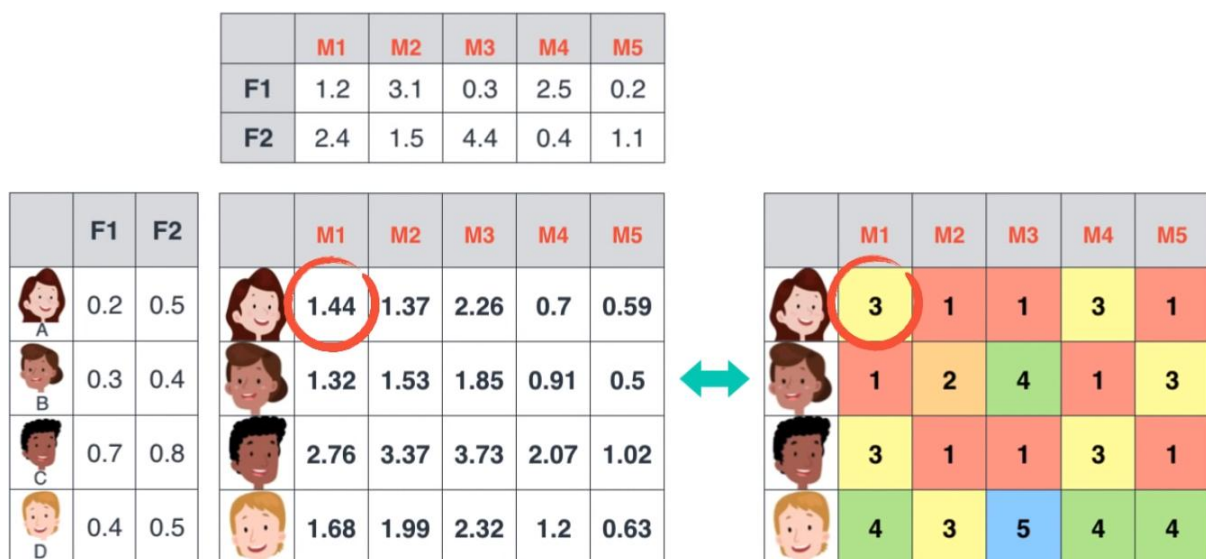 M1 M2 M3 M4 M5
F1 1.2 3.1 0.3 2.5 0.2
F2 2.4 1.5 4.4 0.4 1.1
F1 F2
A 0.2 0.5
B 0.3 0.4
C 0.7 0.8
D 0.4 0.5
M1 M2 M3 M4 M5
1.44 1.37 2.26 0.7 0.59
1.32 1.53 1.85 0.91 0.5
2.76 3.37 3.73 2.07 1.02
1.68 1.99 2.32 1.2 0.63
M1 M2 M3 M4 M5
3 1 1 3 1
1 2 4 1 3
3 1 1 3 1
4 3 5 4 4